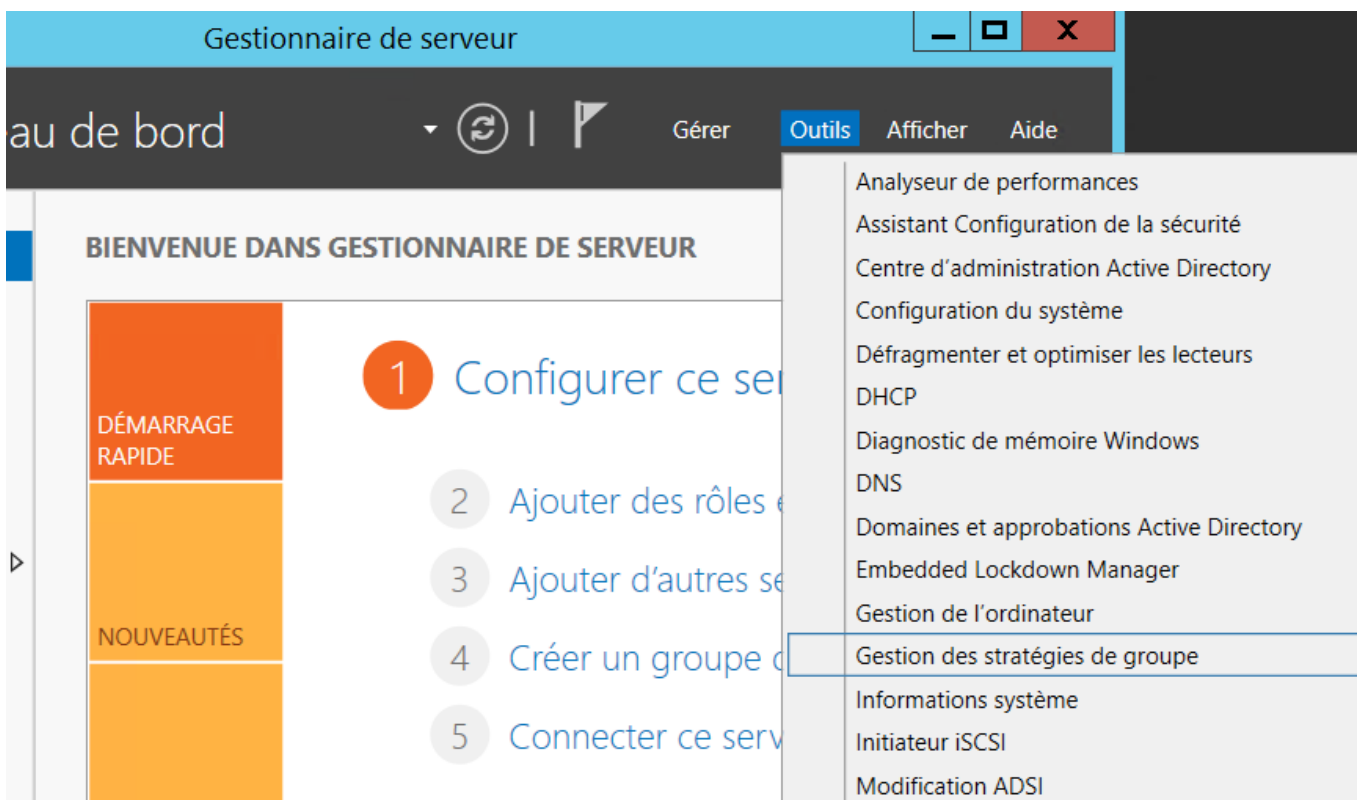 Gestionnaire de serveur
au de bord
Gérer Outils Afficher Aide
BIENVENUE DANS GESTIONNAIRE DE SERVEUR
DÉMARRAGE
RAPIDE
NOUVEAUTÉS
1 Configurer ce ser
2 Ajouter des rôles e
3 Ajouter d'autres se
4 Créer un groupe d
5 Connecter ce serv
Analyseur de performances
Assistant Configuration de la sécurité
Centre d'administration Active Directory
Configuration du système
Défragmenter et optimiser les lecteurs
DHCP
Diagnostic de mémoire Windows
DNS
Domaines et approbations Active Directory
Embedded Lockdown Manager
Gestion de l'ordinateur
Gestion des stratégies de groupe
Informations système
Initiateur iSCSI
Modification ADSI